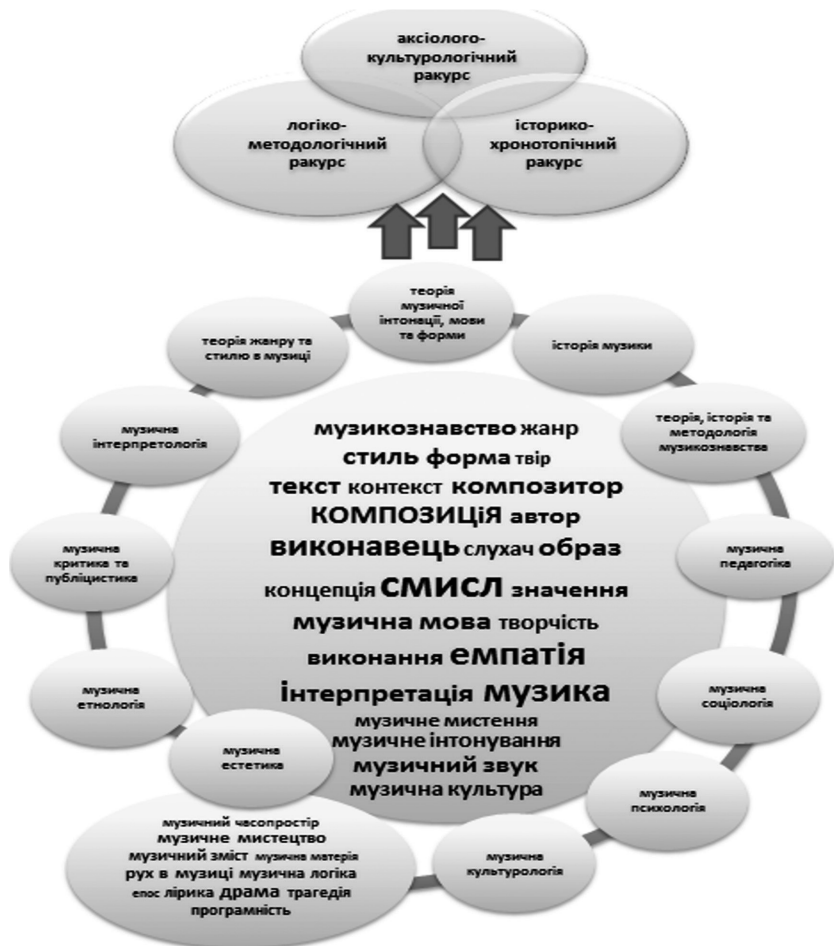 аксіолого-
культурологічний
ракурс
логіко-
методологічний
ракурс
історико-
хронотопічний
ракурс
теорія
музичної
інтонації, мови
та форми
теорія жанру та
стилю в музиці
історія музики
музична
інтерпретологія
теорія, історія та
методологія
музикознавства
музикознавство жанр
стиль форма твір
текст контекст композитор
КОМПОЗИЦіЯ автор
виконавець слухач образ
концепція смисл значення
музична мова творчість
виконання емпатія
інтерпретація музика
музичне мистення
музичне інтонування
музичний звук
музична культура
музична
критика та
публіцистика
музична
педагогіка
музична
етнологія
музична
соціологія
музична
естетика
музична
психологія
музичний часопростір
музичне мистецтво
музичний зміст музична матерія
рух в музиці музична логіка
епос лірика драма трагедія
програмність
музична
культурологія